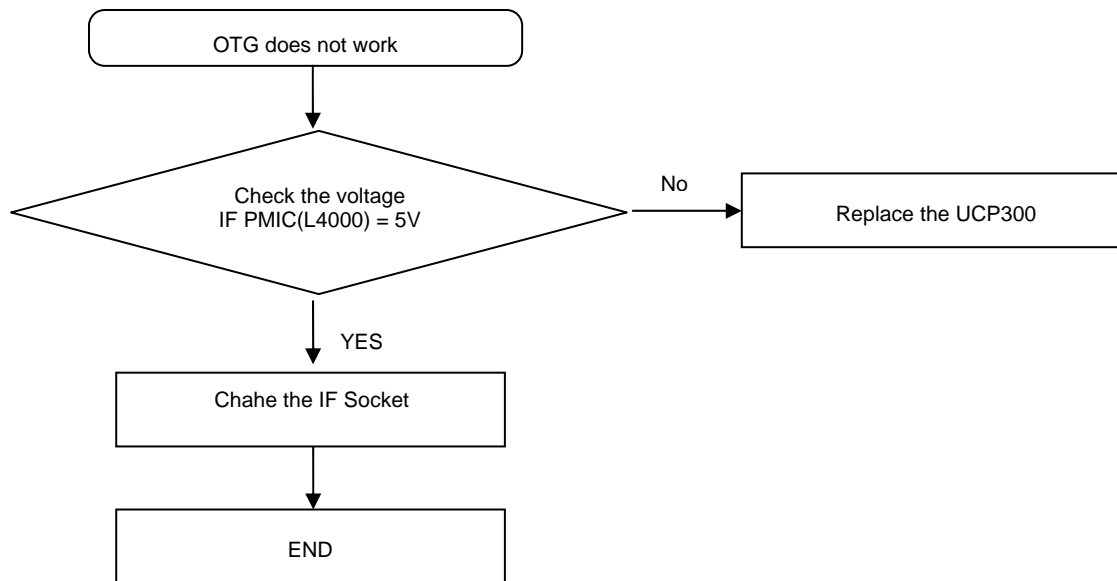 OTG does not work
Check the voltage
IF PMIC(L4000) = 5V
No
Replace the UCP300
YES
Chahe the IF Socket
END